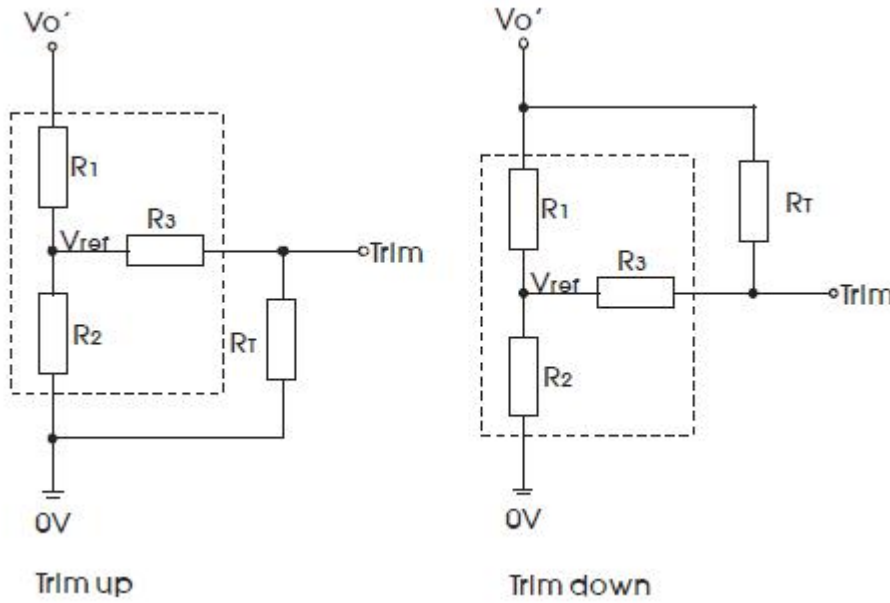 Vo´
R1
R3
Vref
Trim
R2
RT
0V
Trim up
Vo´
R1
RT
R3
Vref
Trim
R2
0V
Trim down